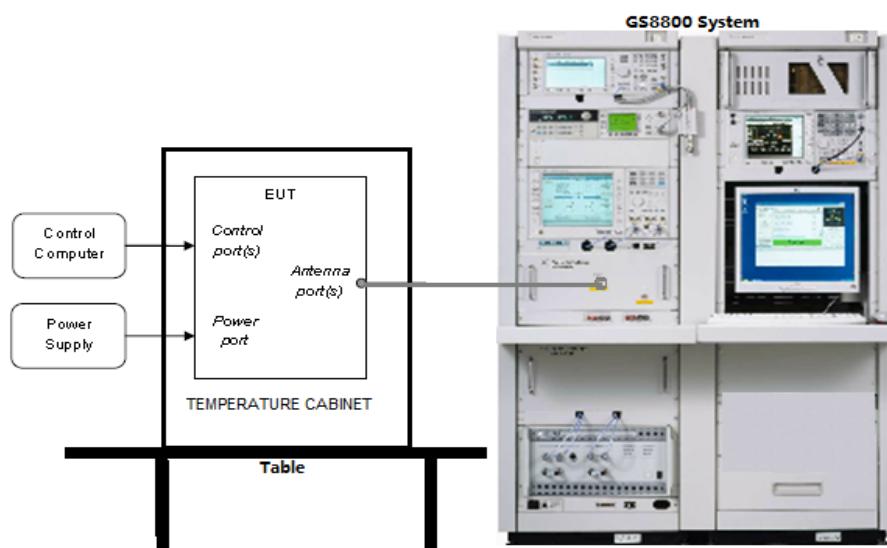 GS8800 System
EUT
Control
Computer
Control
port(s)
Antenna
port(s)
Power
Supply
Power
port
TEMPERATURE CABINET
Table